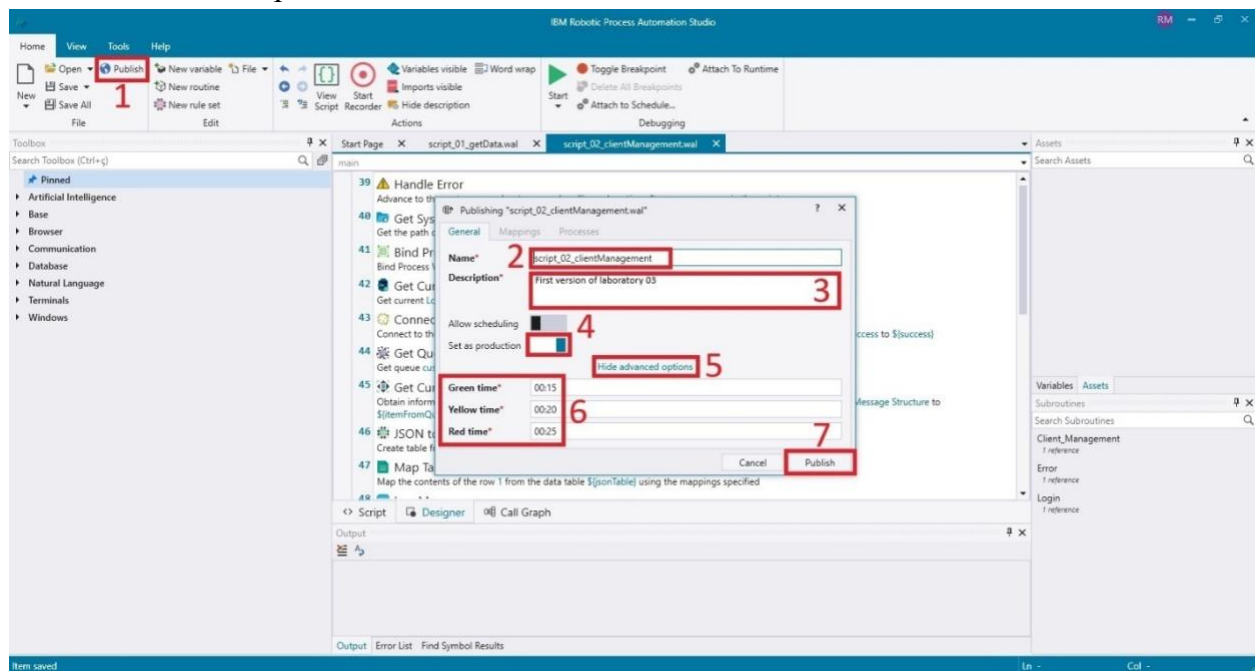 IBM Robotic Process Automation Studio
RM
Home View Tools Help
New
Open
Save
Save All
Publish
1
New variable
New routine
New rule set
File
View Script
Start Recorder
Variables visible
Imports visible
Hide description
Word wrap
Start
Toggle Breakpoint
Delete All Breakpoints
Attach to Schedule...
Attach To Runtime
File Edit Actions Debugging
Toolbox
Search Toolbox (Ctrl+ç)
Pinned
Artificial Intelligence
Base
Browser
Communication
Database
Natural Language
Terminals
Windows
Start Page script_01_getData.wal script_02_clientManagement.wal
main
39 Handle Error
Advance to th
40 Get Sys
Get the path
41 Bind Pr
Bind Process
42 Get Cu
Get current Lo
43 Connec
Connect to th
ccess to ${success}
44 Get Qu
Get queue cu
45 Get Cu
Obtain inform
Message Structure to
${itemFromQu
46 JSON t
Create table f
47 Map Ta
Map the contents of the row 1 from the data table ${jsonTable} using the mappings specified
48
Publishing "script_02_clientManagement.wal" ? X
General Mappings Processes
Name* 2 script_02_clientManagement
Description* First version of laboratory 03
3
Allow scheduling 4
Set as production
Hide advanced options 5
Green time* 00:15
Yellow time* 00:20
6
Red time* 00:25
7
Cancel Publish
Script Designer Call Graph
Output
Output Error List Find Symbol Results
Assets
Search Assets
Variables Assets
Subroutines
Search Subroutines
Client_Management
1 reference
Error
1 reference
Login
1 reference
Item saved
Ln - Col -